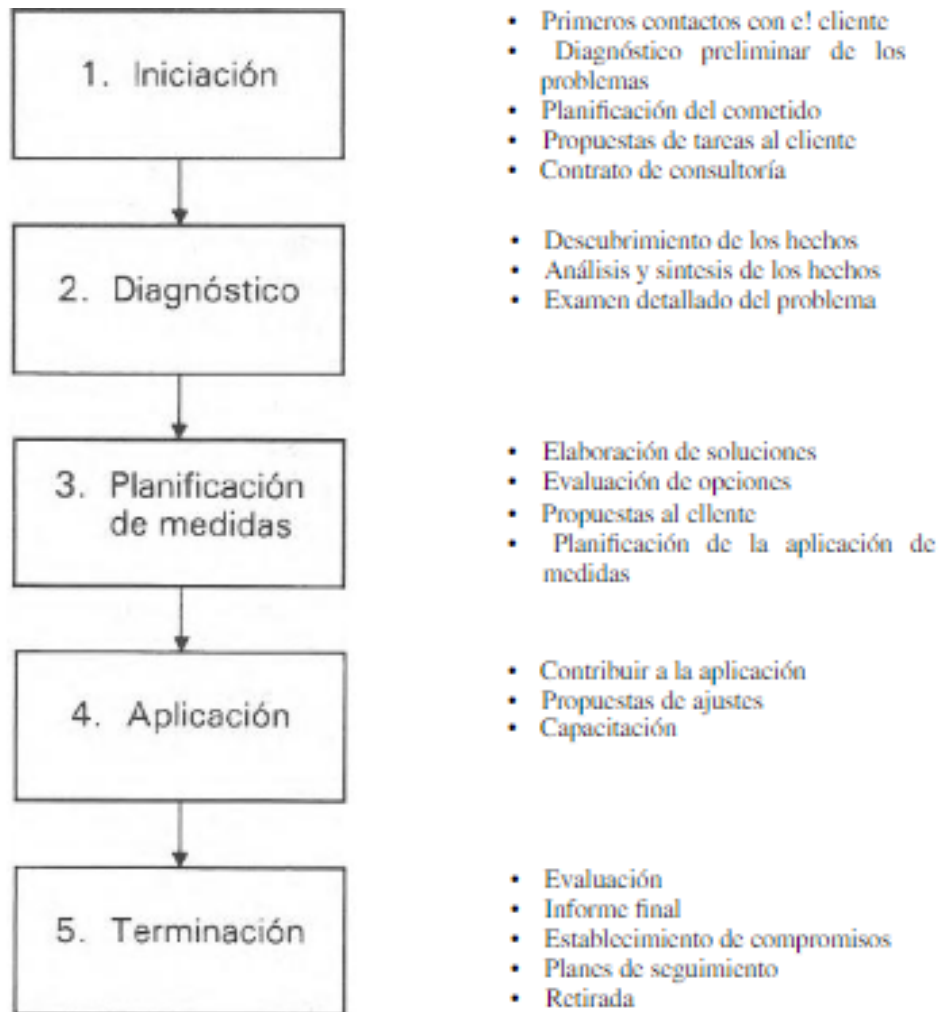 1. Iniciación
• Primeros contactos con e! cliente
• Diagnóstico preliminar de los
problemas
• Planificación del cometido
• Propuestas de tareas al cliente
• Contrato de consultoría
2. Diagnóstico
• Descubrimiento de los hechos
• Análisis y sintesis de los hechos
• Examen detallado del problema
3. Planificación
de medidas
• Elaboración de soluciones
• Evaluación de opciones
• Propuestas al cllente
• Planificación de la aplicación de
medidas
4. Aplicación
• Contribuir a la aplicación
• Propuestas de ajustes
• Capacitación
5. Terminación
• Evaluación
• Informe final
• Establecimiento de compromisos
• Planes de seguimiento
• Retirada